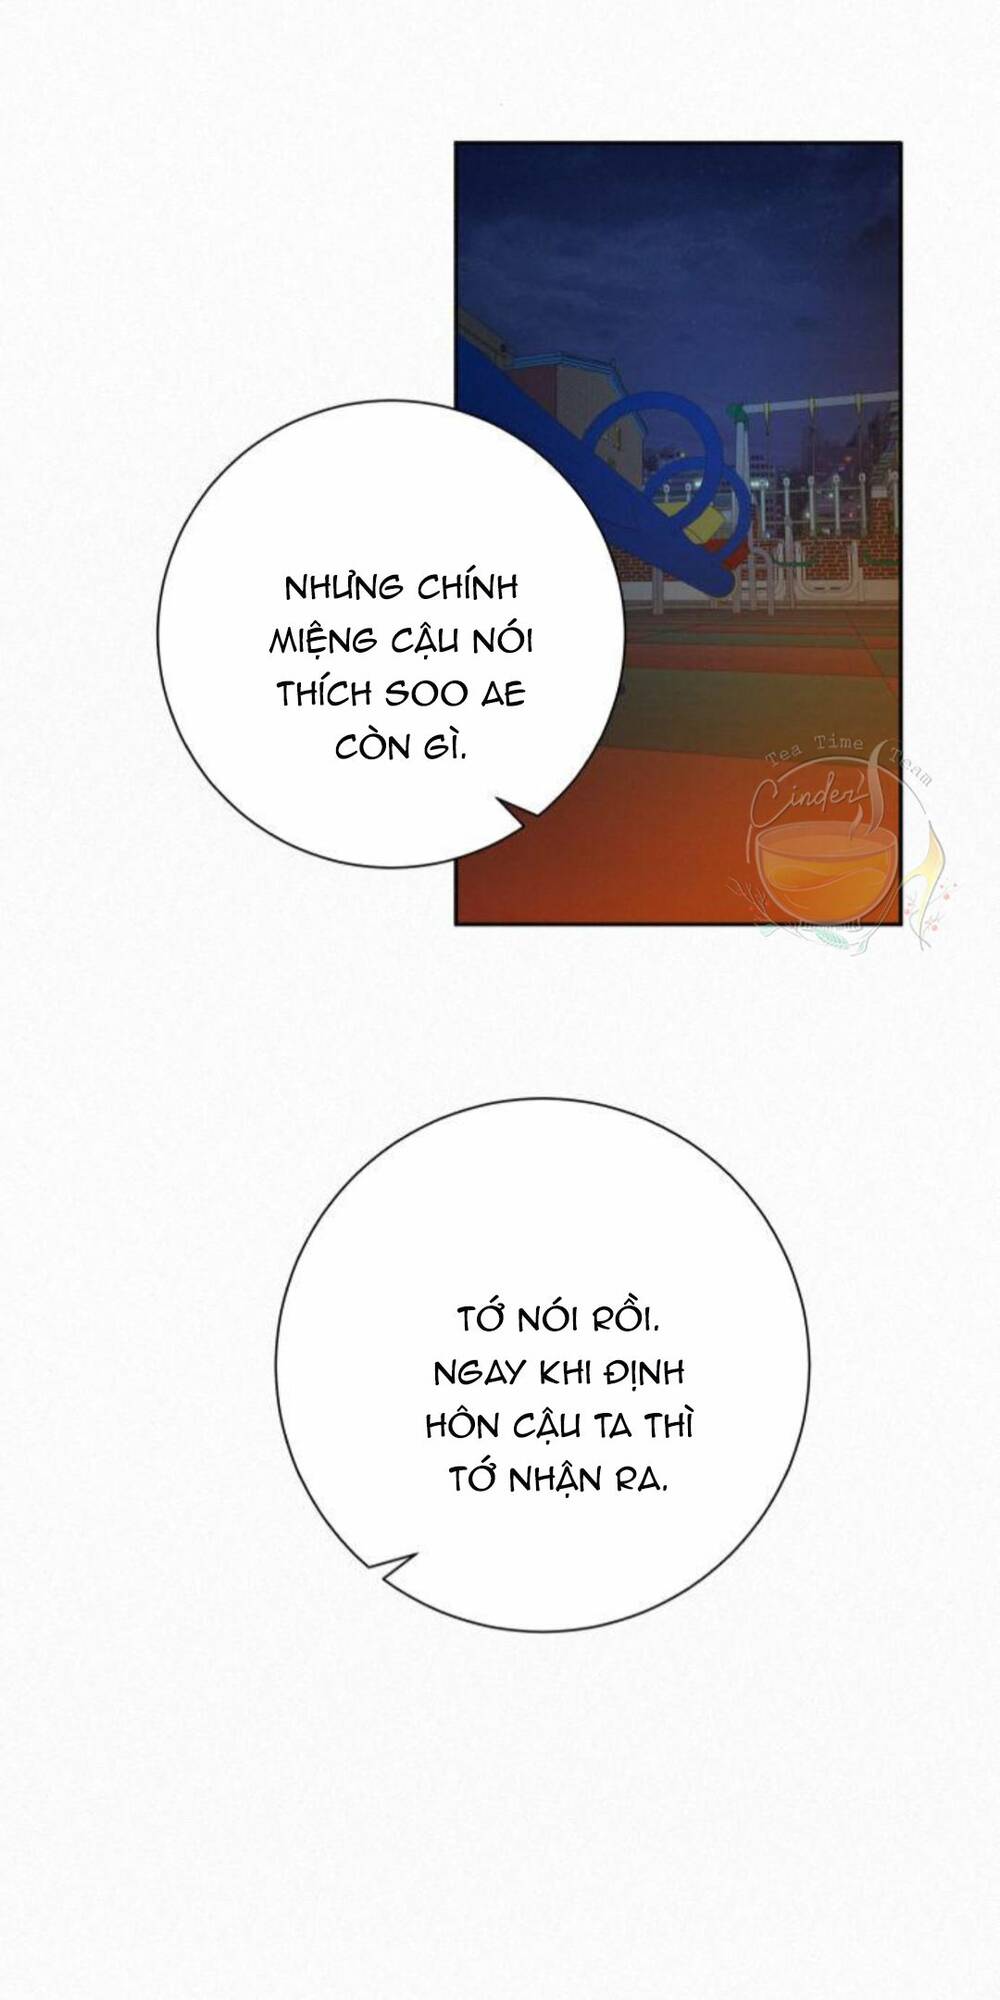 NHƯNG CHÍNH
MIỆNG CẬU NÓI
THÍCH SOO AE
CÒN GÌ.
Tea Time Team
Cinder's
TỚ NÓI RỒI.
NGAY KHI ĐỊNH
HÔN CẬU TA THÌ
TỚ NHẬN RA.